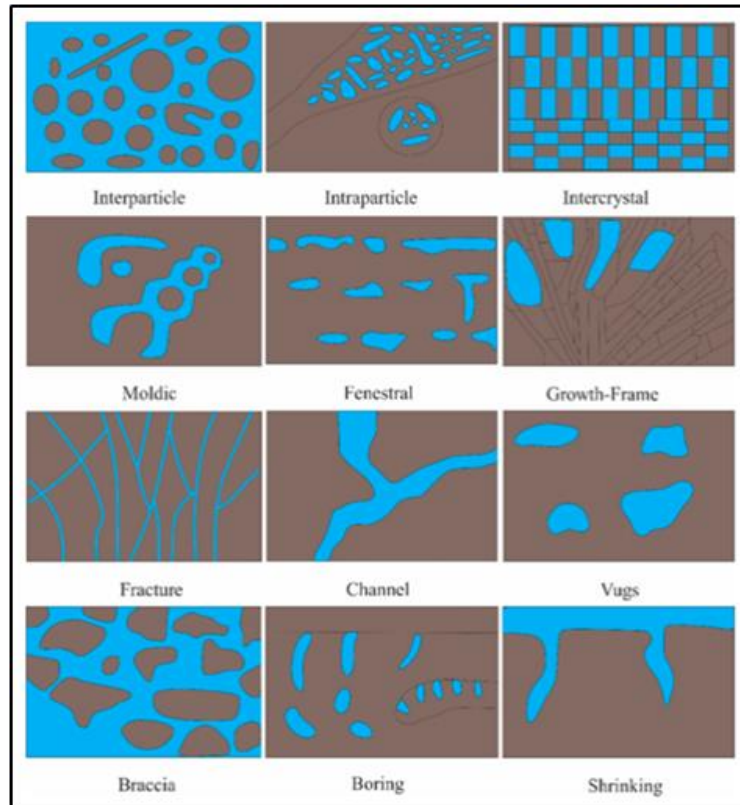 Interparticle
Intraparticle
Intercrystal
Moldic
Fenestral
Growth-Frame
Fracture
Channel
Vugs
Braccia
Boring
Shrinking